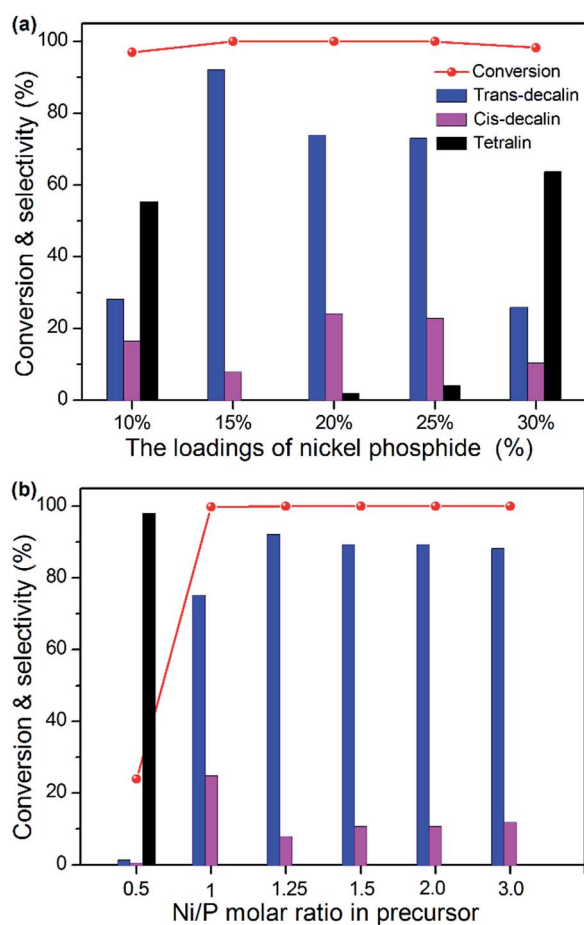 (a)
100
80
60
40
20
0
Conversion & selectivity (%)
Conversion
Trans-decalin
Cis-decalin
Tetralin
10% 15% 20% 25% 30%
The loadings of nickel phosphide (%)
(b)
100
80
60
40
20
0
Conversion & selectivity (%)
0.5 1 1.25 1.5 2.0 3.0
Ni/P molar ratio in precursor